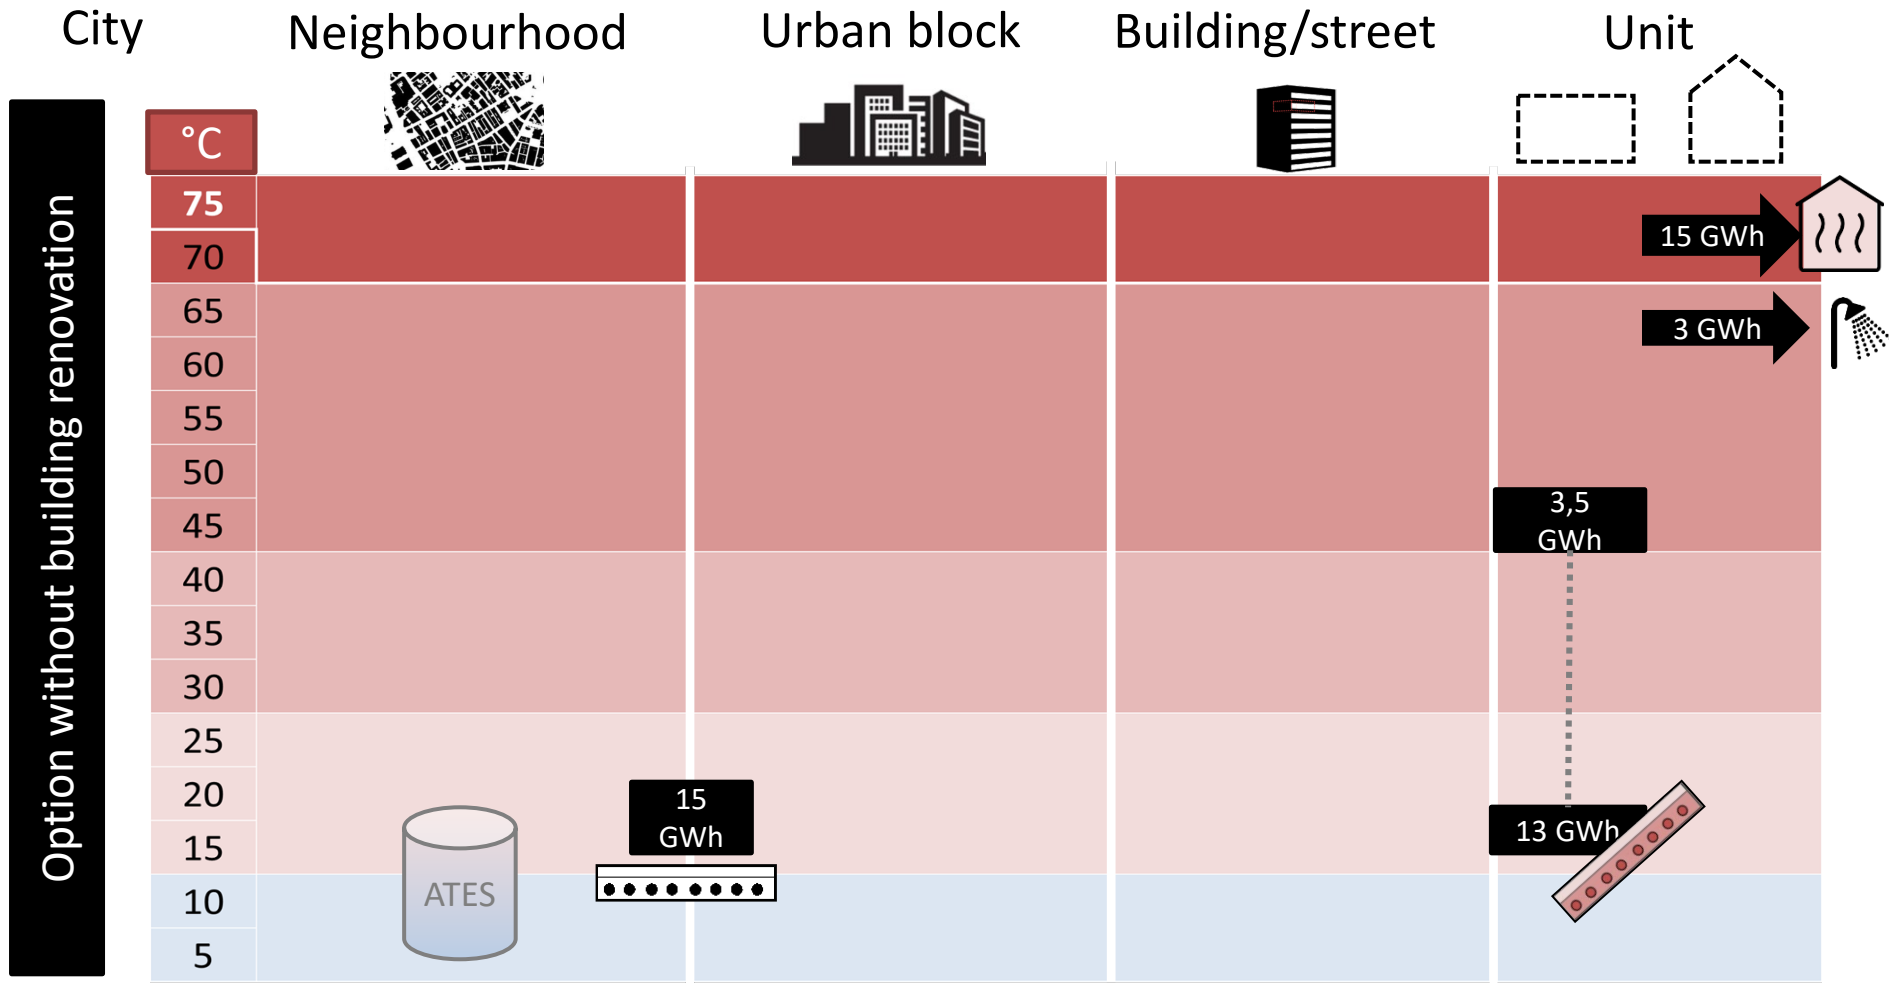 City
Neighbourhood
Urban block
Building/street
Unit
Option without building renovation
°C
75
70
15 GWh
65
3 GWh
60
55
50
3,5
GWh
45
40
35
30
25
20
15
GWh
15
13 GWh
ATES
10
5